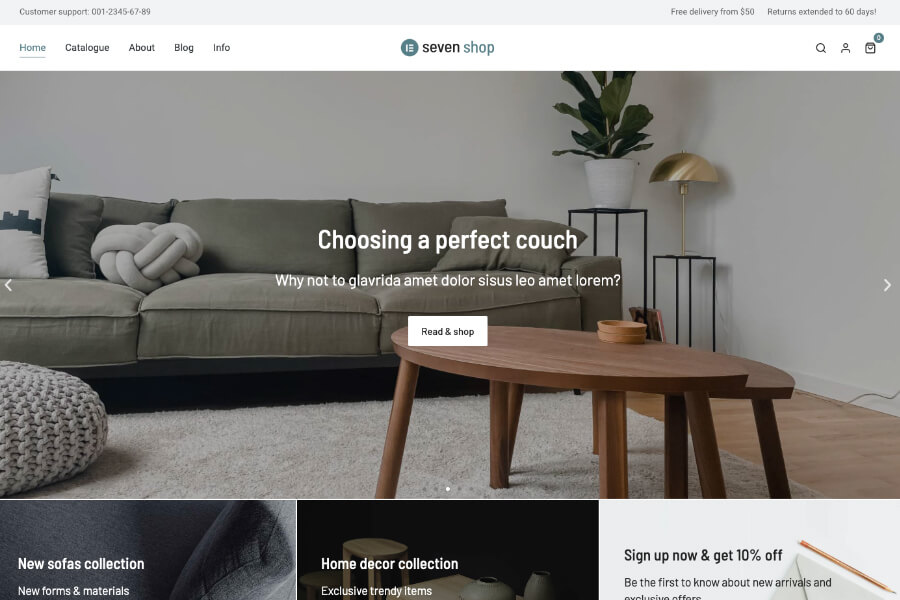 Customer support: 001-2345-67-89
Free delivery from $50
Returns extended to 60 days!
Home
Catalogue
About
Blog
Info
seven shop
0
Choosing a perfect couch
Why not to glavrida amet dolor sisus leo amet lorem?
Read & shop
New sofas collection
New forms & materials
Home decor collection
Exclusive trendy items
Sign up now & get 10% off
Be the first to know about new arrivals and
exclusive offers